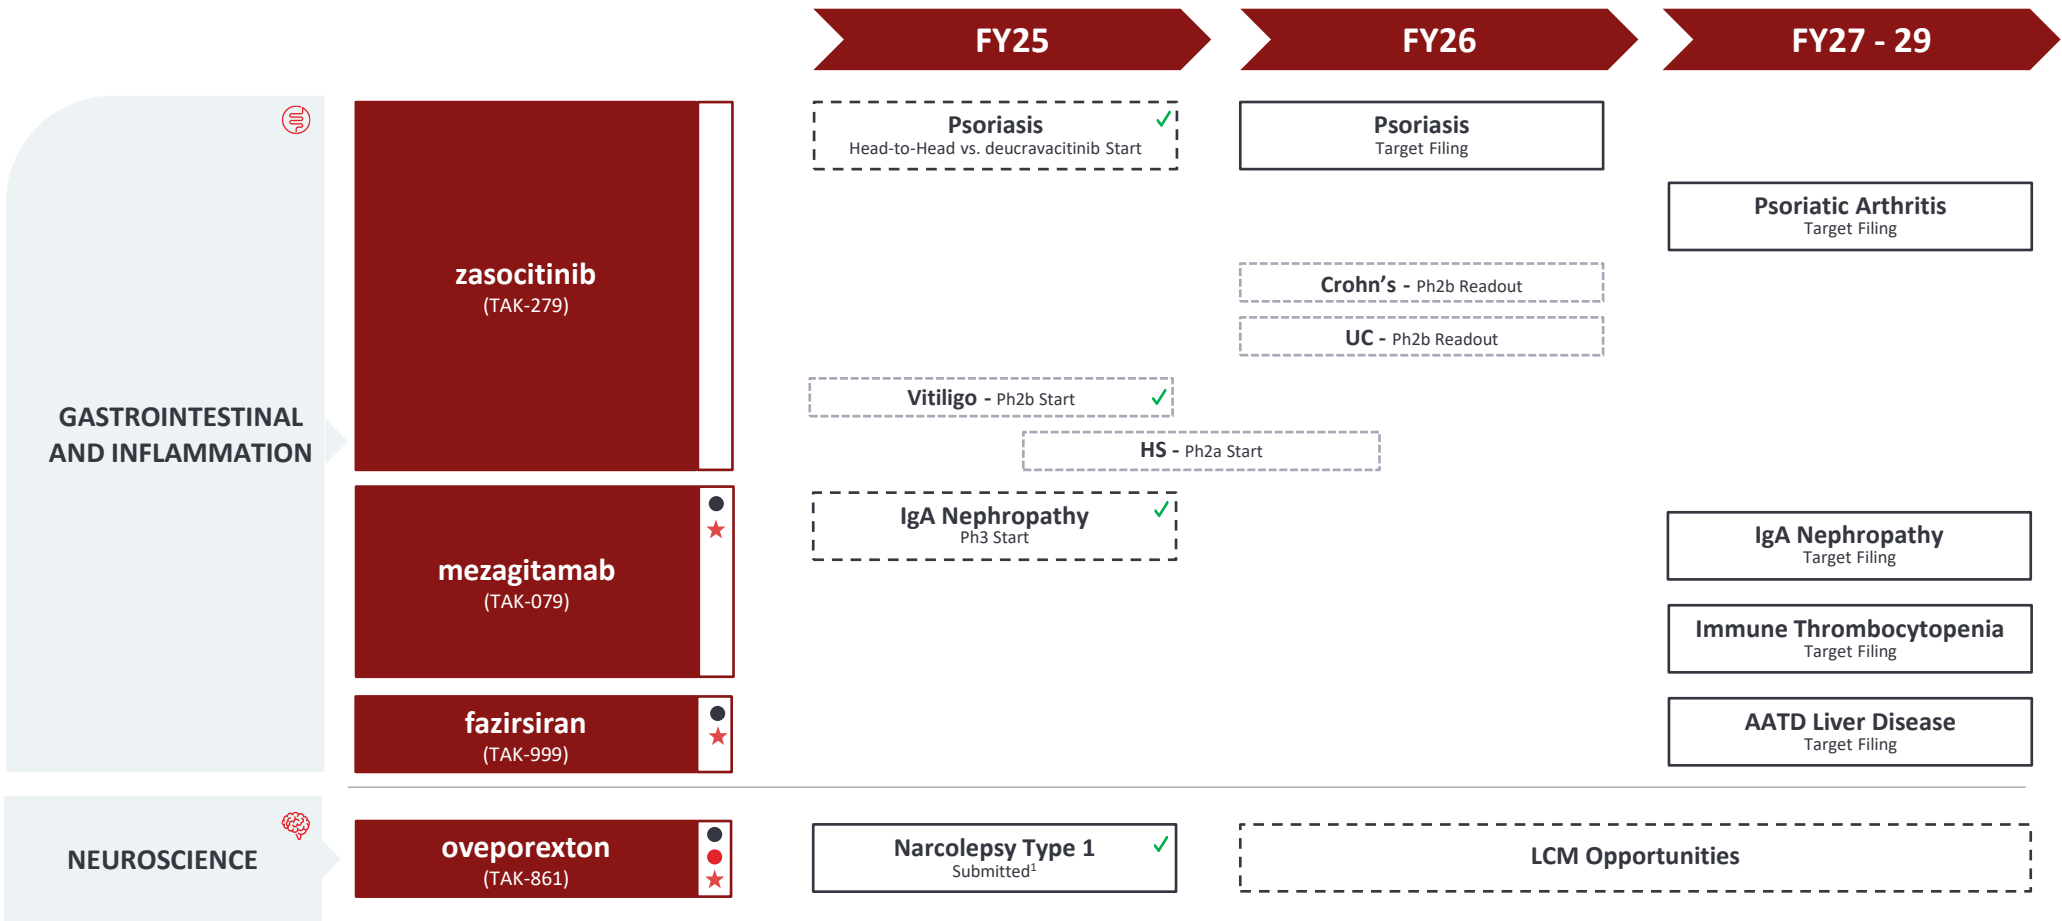 FY25
FY26
FY27 - 29
GASTROINTESTINAL
AND INFLAMMATION
zasocitinib
(TAK-279)
Psoriasis
Head-to-Head vs. deucravacitinib Start
Psoriasis
Target Filing
Psoriatic Arthritis
Target Filing
Crohn's - Ph2b Readout
UC - Ph2b Readout
Vitiligo - Ph2b Start
HS - Ph2a Start
mezagitamab
(TAK-079)
IgA Nephropathy
Ph3 Start
IgA Nephropathy
Target Filing
Immune Thrombocytopenia
Target Filing
fazirsiran
(TAK-999)
AATD Liver Disease
Target Filing
NEUROSCIENCE
oveporexton
(TAK-861)
Narcolepsy Type 1
Submitted¹
LCM Opportunities